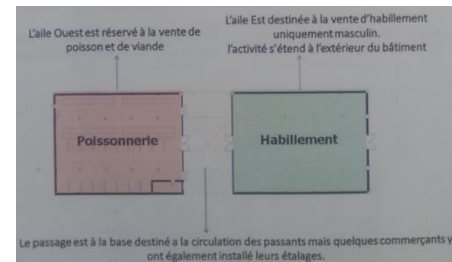 L'aile Ouest est réservé à la vente de
poisson et de viande
L'aile Est destinée à la vente d'habillement
uniquement masculin.
l'activité s'étend à l'extérieur du bâtiment
Poissonnerie
Habillement
Le passage est à la base destiné a la circulation des passants mais quelques commerçants y
ont également installé leurs étalages.